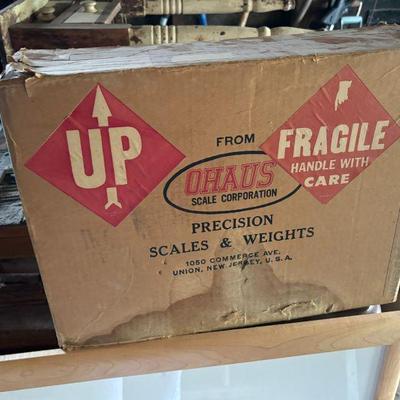 UP
FROM
OHAUS
SCALE CORPORATION
PRECISION
SCALES & WEIGHTS
1050 COMMERCE AVE.
UNION, NEW JERSEY, U.S.A.
FRAGILE
HANDLE WITH
CARE